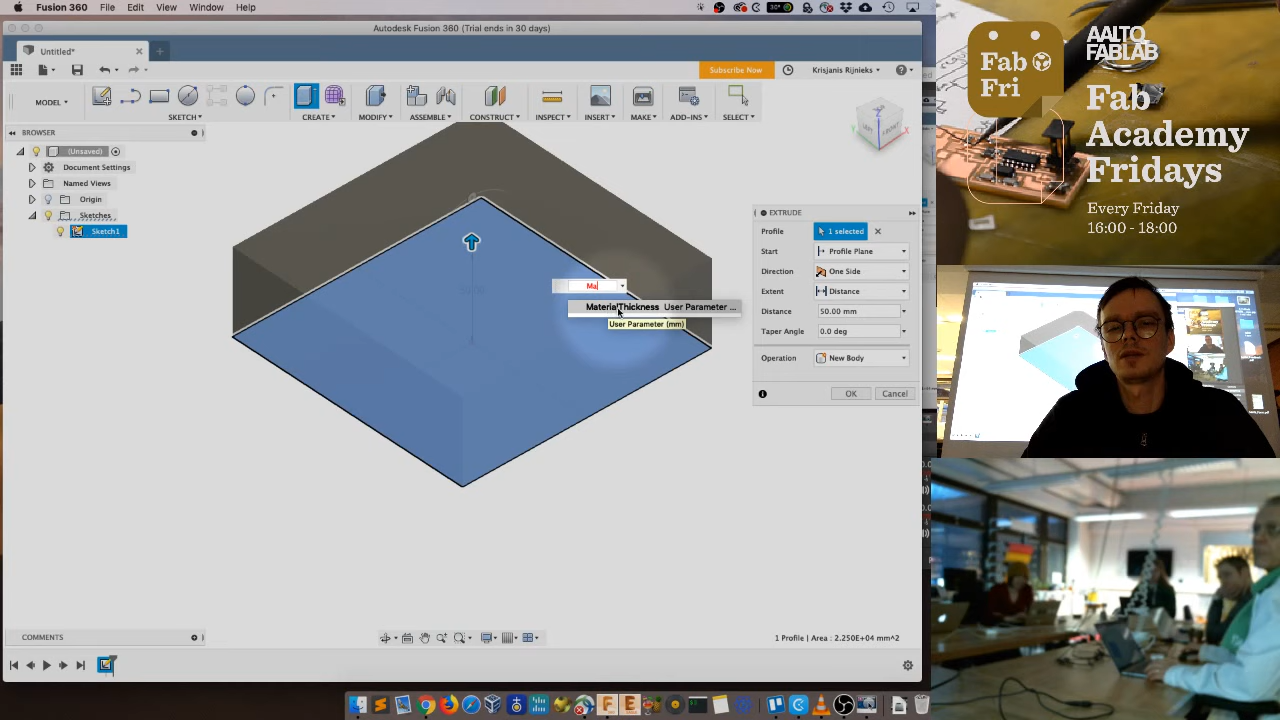 Fusion 360 File Edit View Window Help
30°
Autodesk Fusion 360 (Trial ends in 30 days)
Untitled*
Subscribe Now
Krisjanis Rijnieks
MODEL
SKETCH
CREATE
MODIFY
ASSEMBLE
CONSTRUCT
INSPECT
INSERT
MAKE
ADD-INS
SELECT
BROWSER
(Unsaved)
Document Settings
Named Views
Origin
Sketches
Sketch1
LEFT
FRONT
Z
X
Y
EXTRUDE
Profile 1 selected
Start Profile Plane
Direction One Side
Extent Distance
Distance 50.00 mm
Taper Angle 0.0 deg
Operation New Body
OK Cancel
Ma
MaterialThickness User Parameter ...
User Parameter (mm)
COMMENTS
1 Profile | Area : 2.250E+04 mm^2
Fab
Fri
AALTO
FABLAB
Fab
Academy
Fridays
Every Friday
16:00 - 18:00